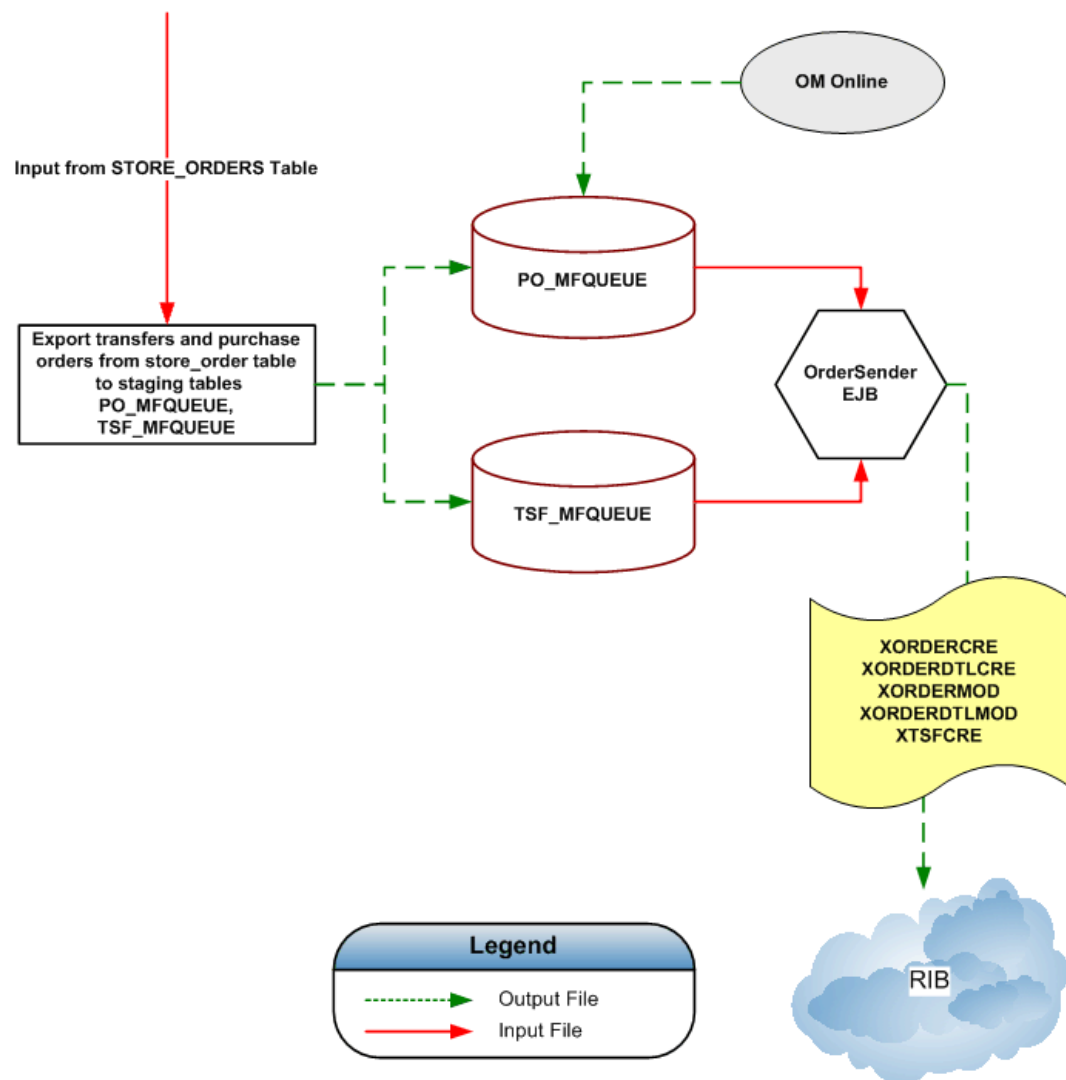 OM Online
Input from STORE_ORDERS Table
PO_MFQUEUE
Export transfers and purchase
orders from store_order table
to staging tables
PO_MFQUEUE,
TSF_MFQUEUE
OrderSender
EJB
TSF_MFQUEUE
XORDERCRE
XORDERDTLCRE
XORDERMOD
XORDERDTLMOD
XTSFCRE
RIB
Legend
Output File
Input File